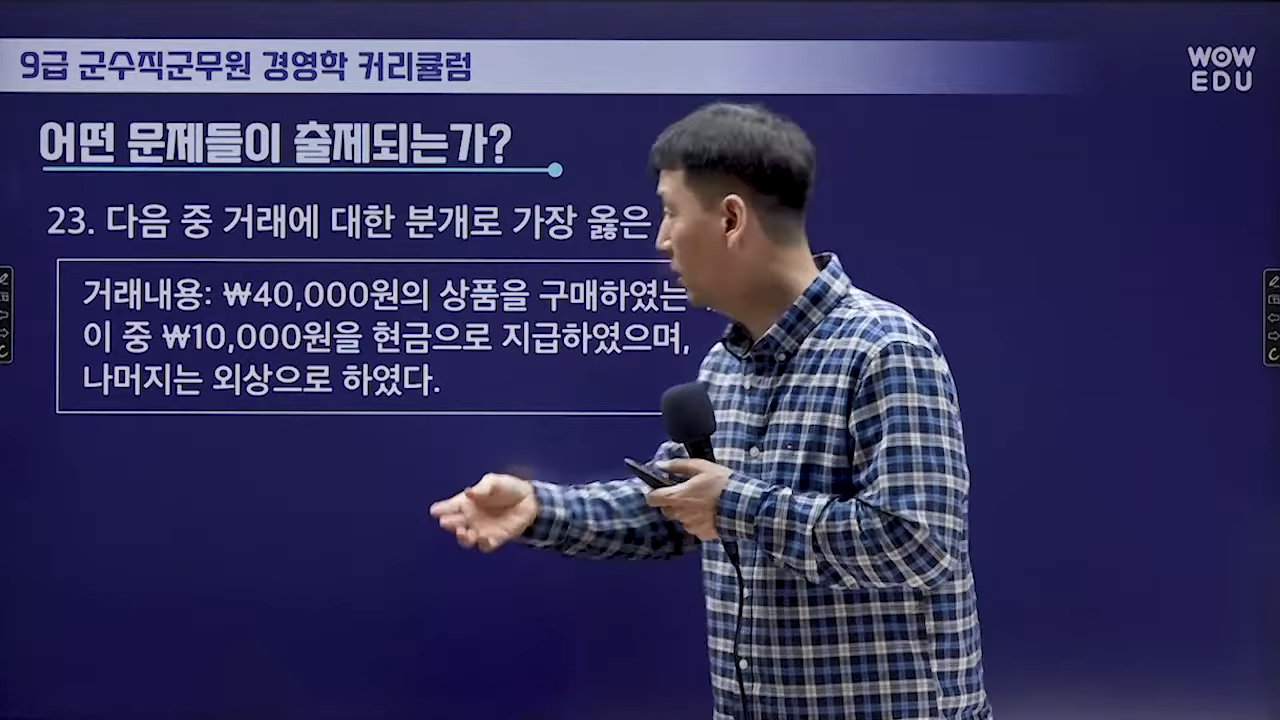 9급 군수직군무원 경영학 커리큘럼
WOW
EDU
어떤 문제들이 출제되는가?
23. 다음 중 거래에 대한 분개로 가장 옳은
거래내용: ₩40,000원의 상품을 구매하였는
이 중 ₩10,000원을 현금으로 지급하였으며,
나머지는 외상으로 하였다.